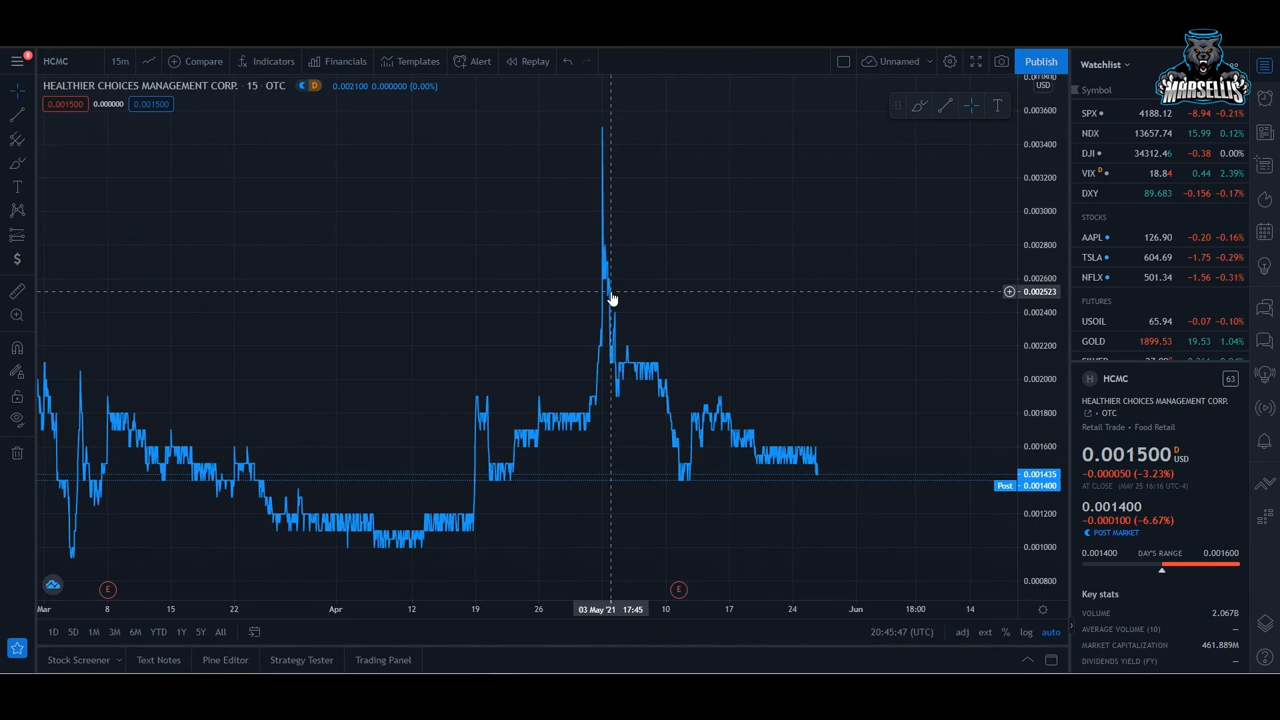 8
HCMC 15m Compare Indicators Financials Templates Alert Replay Unnamed Publish
HEALTHIER CHOICES MANAGEMENT CORP. · 15 · OTC D 0.002100 0.000000 (0.00%)
0.001500 0.000000 0.001500
MARSELLIS
USD
0.003600
0.003400
0.003200
0.003000
0.002800
0.002600
0.002523
0.002400
0.002200
0.002000
0.001800
0.001600
0.001435
Post 0.001400
0.001200
0.001000
0.000800
E E
Mar 8 15 22 Apr 12 19 26 03 May '21 17:45 10 17 24 Jun 18:00 14
1D 5D 1M 3M 6M YTD 1Y 5Y All 20:45:47 (UTC) adj ext % log auto
Stock Screener Text Notes Pine Editor Strategy Tester Trading Panel
Watchlist
Symbol
SPX 4188.12 -8.94 -0.21%
NDX 13657.74 15.99 0.12%
DJI 34312.46 -0.38 0.00%
VIX D 18.84 0.44 2.39%
DXY 89.683 -0.156 -0.17%
STOCKS
AAPL 126.90 -0.20 -0.16%
TSLA 604.69 -1.75 -0.29%
NFLX 501.34 -1.56 -0.31%
FUTURES
USOIL 65.94 -0.07 -0.10%
GOLD 1899.53 19.53 1.04%
H HCMC 63
HEALTHIER CHOICES MANAGEMENT CORP.
• OTC
Retail Trade • Food Retail
0.001500 D USD
-0.000050 (-3.23%)
AT CLOSE (MAY 25 16:16 UTC-4)
0.001400
-0.000100 (-6.67%)
POST MARKET
0.001400 DAY'S RANGE 0.001600
Key stats
VOLUME 2.067B
AVERAGE VOLUME (10) —
MARKET CAPITALIZATION 461.889M
DIVIDENDS YIELD (FY) —